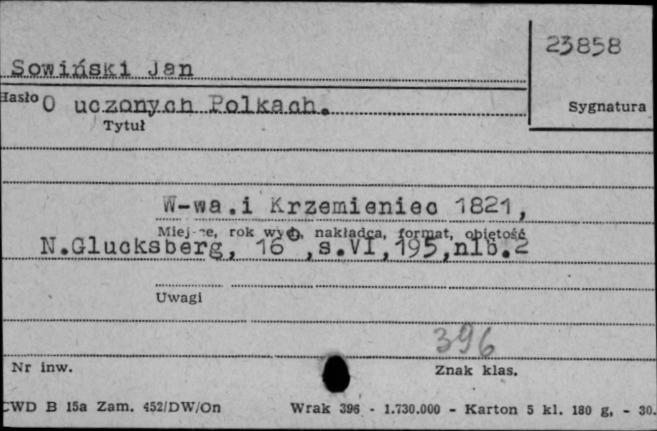 23858
Sowiński Jan
Hasło
O uczonych Polkach.
Sygnatura
Tytuł
W-wa.i Krzemieniec 1821,
Miejsce, rok wyd., nakładca, format, objętość
N.Glucksberg, 16°,s.VI,195,nlb.2
Uwagi
396
Nr inw.
Znak klas.
CWD B 15a Zam. 452/DW/On Wrak 396 - 1.730.000 - Karton 5 kl. 180 g, - 30.